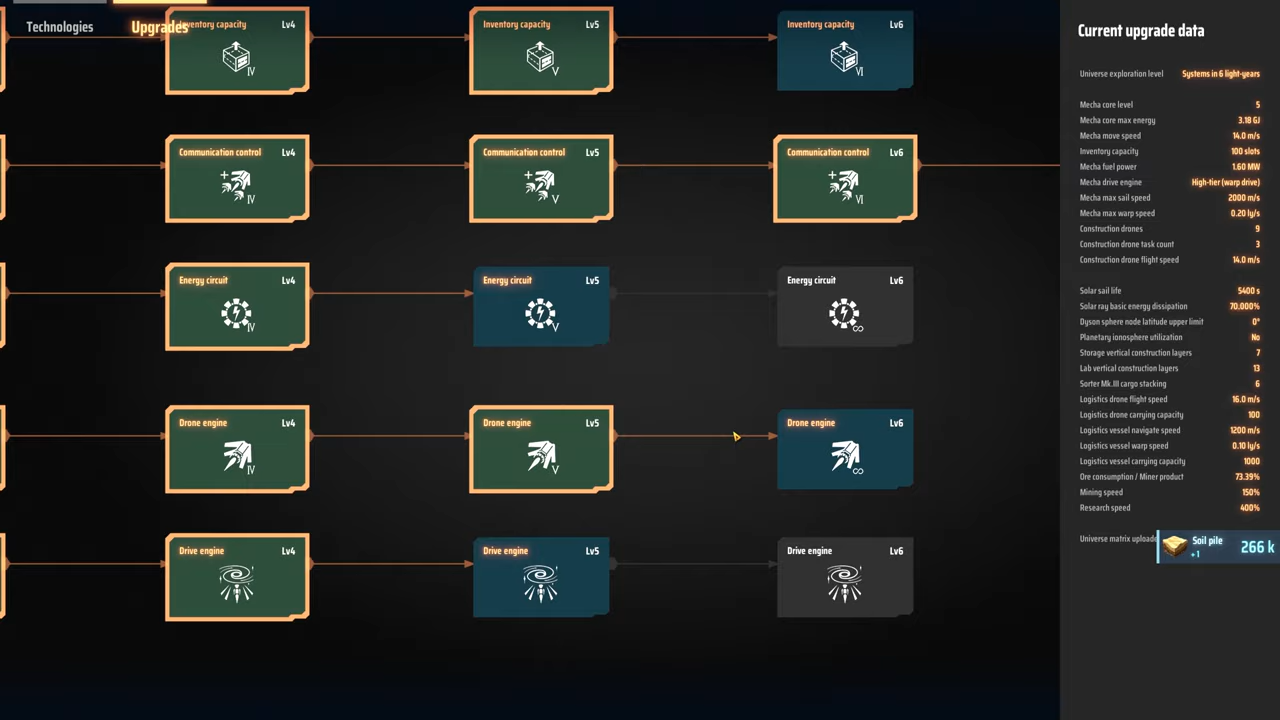 Technologies
Upgrades
Inventory capacity Lv4
IV
Inventory capacity Lv5
V
Inventory capacity Lv6
VI
Communication control Lv4
IV
Communication control Lv5
V
Communication control Lv6
VI
Energy circuit Lv4
IV
Energy circuit Lv5
V
Energy circuit Lv6
∞
Drone engine Lv4
IV
Drone engine Lv5
V
Drone engine Lv6
∞
Drive engine Lv4
Drive engine Lv5
Drive engine Lv6
Current upgrade data
Universe exploration level Systems in 6 light-years
Mecha core level 5
Mecha core max energy 3.18 GJ
Mecha move speed 14.0 m/s
Inventory capacity 100 slots
Mecha fuel power 1.60 MW
Mecha drive engine High-tier (warp drive)
Mecha max sail speed 2000 m/s
Mecha max warp speed 0.20 ly/s
Construction drones 9
Construction drone task count 3
Construction drone flight speed 14.0 m/s
Solar sail life 5400 s
Solar ray basic energy dissipation 70.000%
Dyson sphere node latitude upper limit 0°
Planetary ionosphere utilization No
Storage vertical construction layers 7
Lab vertical construction layers 13
Sorter Mk.III cargo stacking 6
Logistics drone flight speed 16.0 m/s
Logistics drone carrying capacity 100
Logistics vessel navigate speed 1200 m/s
Logistics vessel warp speed 0.10 ly/s
Logistics vessel carrying capacity 1000
Ore consumption / Miner product 73.39%
Mining speed 150%
Research speed 400%
Universe matrix uploade
Soil pile
+1
266 k